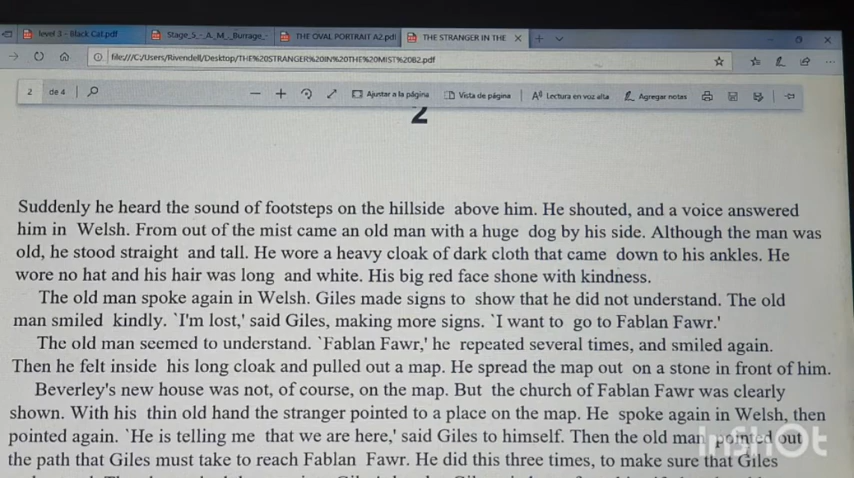 level 3 - Black Cat.pdf
Stage_5_-_A_M_.Burrage_-
THE OVAL PORTRAIT A2.pdf
THE STRANGER IN THE
file:///C:/Users/Rivendell/Desktop/THE%20STRANGER%20IN%20THE%20MIST%20B2.pdf
2 de 4
Ajustar a la página
Vista de página
Lectura en voz alta
Agregar notas
2
Suddenly he heard the sound of footsteps on the hillside above him. He shouted, and a voice answered
him in Welsh. From out of the mist came an old man with a huge dog by his side. Although the man was
old, he stood straight and tall. He wore a heavy cloak of dark cloth that came down to his ankles. He
wore no hat and his hair was long and white. His big red face shone with kindness.
The old man spoke again in Welsh. Giles made signs to show that he did not understand. The old
man smiled kindly. `I'm lost,' said Giles, making more signs. `I want to go to Fablan Fawr.'
The old man seemed to understand. `Fablan Fawr,' he repeated several times, and smiled again.
Then he felt inside his long cloak and pulled out a map. He spread the map out on a stone in front of him.
Beverley's new house was not, of course, on the map. But the church of Fablan Fawr was clearly
shown. With his thin old hand the stranger pointed to a place on the map. He spoke again in Welsh, then
pointed again. `He is telling me that we are here,' said Giles to himself. Then the old man pointed out
the path that Giles must take to reach Fablan Fawr. He did this three times, to make sure that Giles
InShOt